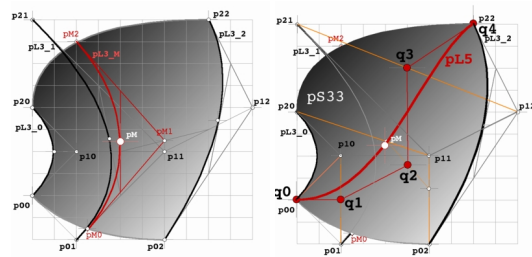 p21
pM2
p22
pL3_1
pL3_M
pL3_2
p20
p12
pL3_0
pM
pM1
p10
p11
p00
pM0
p01
p02
p21
pM2
p22
pL3_1
q4
pL3_2
q3
pL5
pS33
p20
p12
pL3_0
pM
p10
p11
q2
q0
q1
p00
pM0
p01
p02